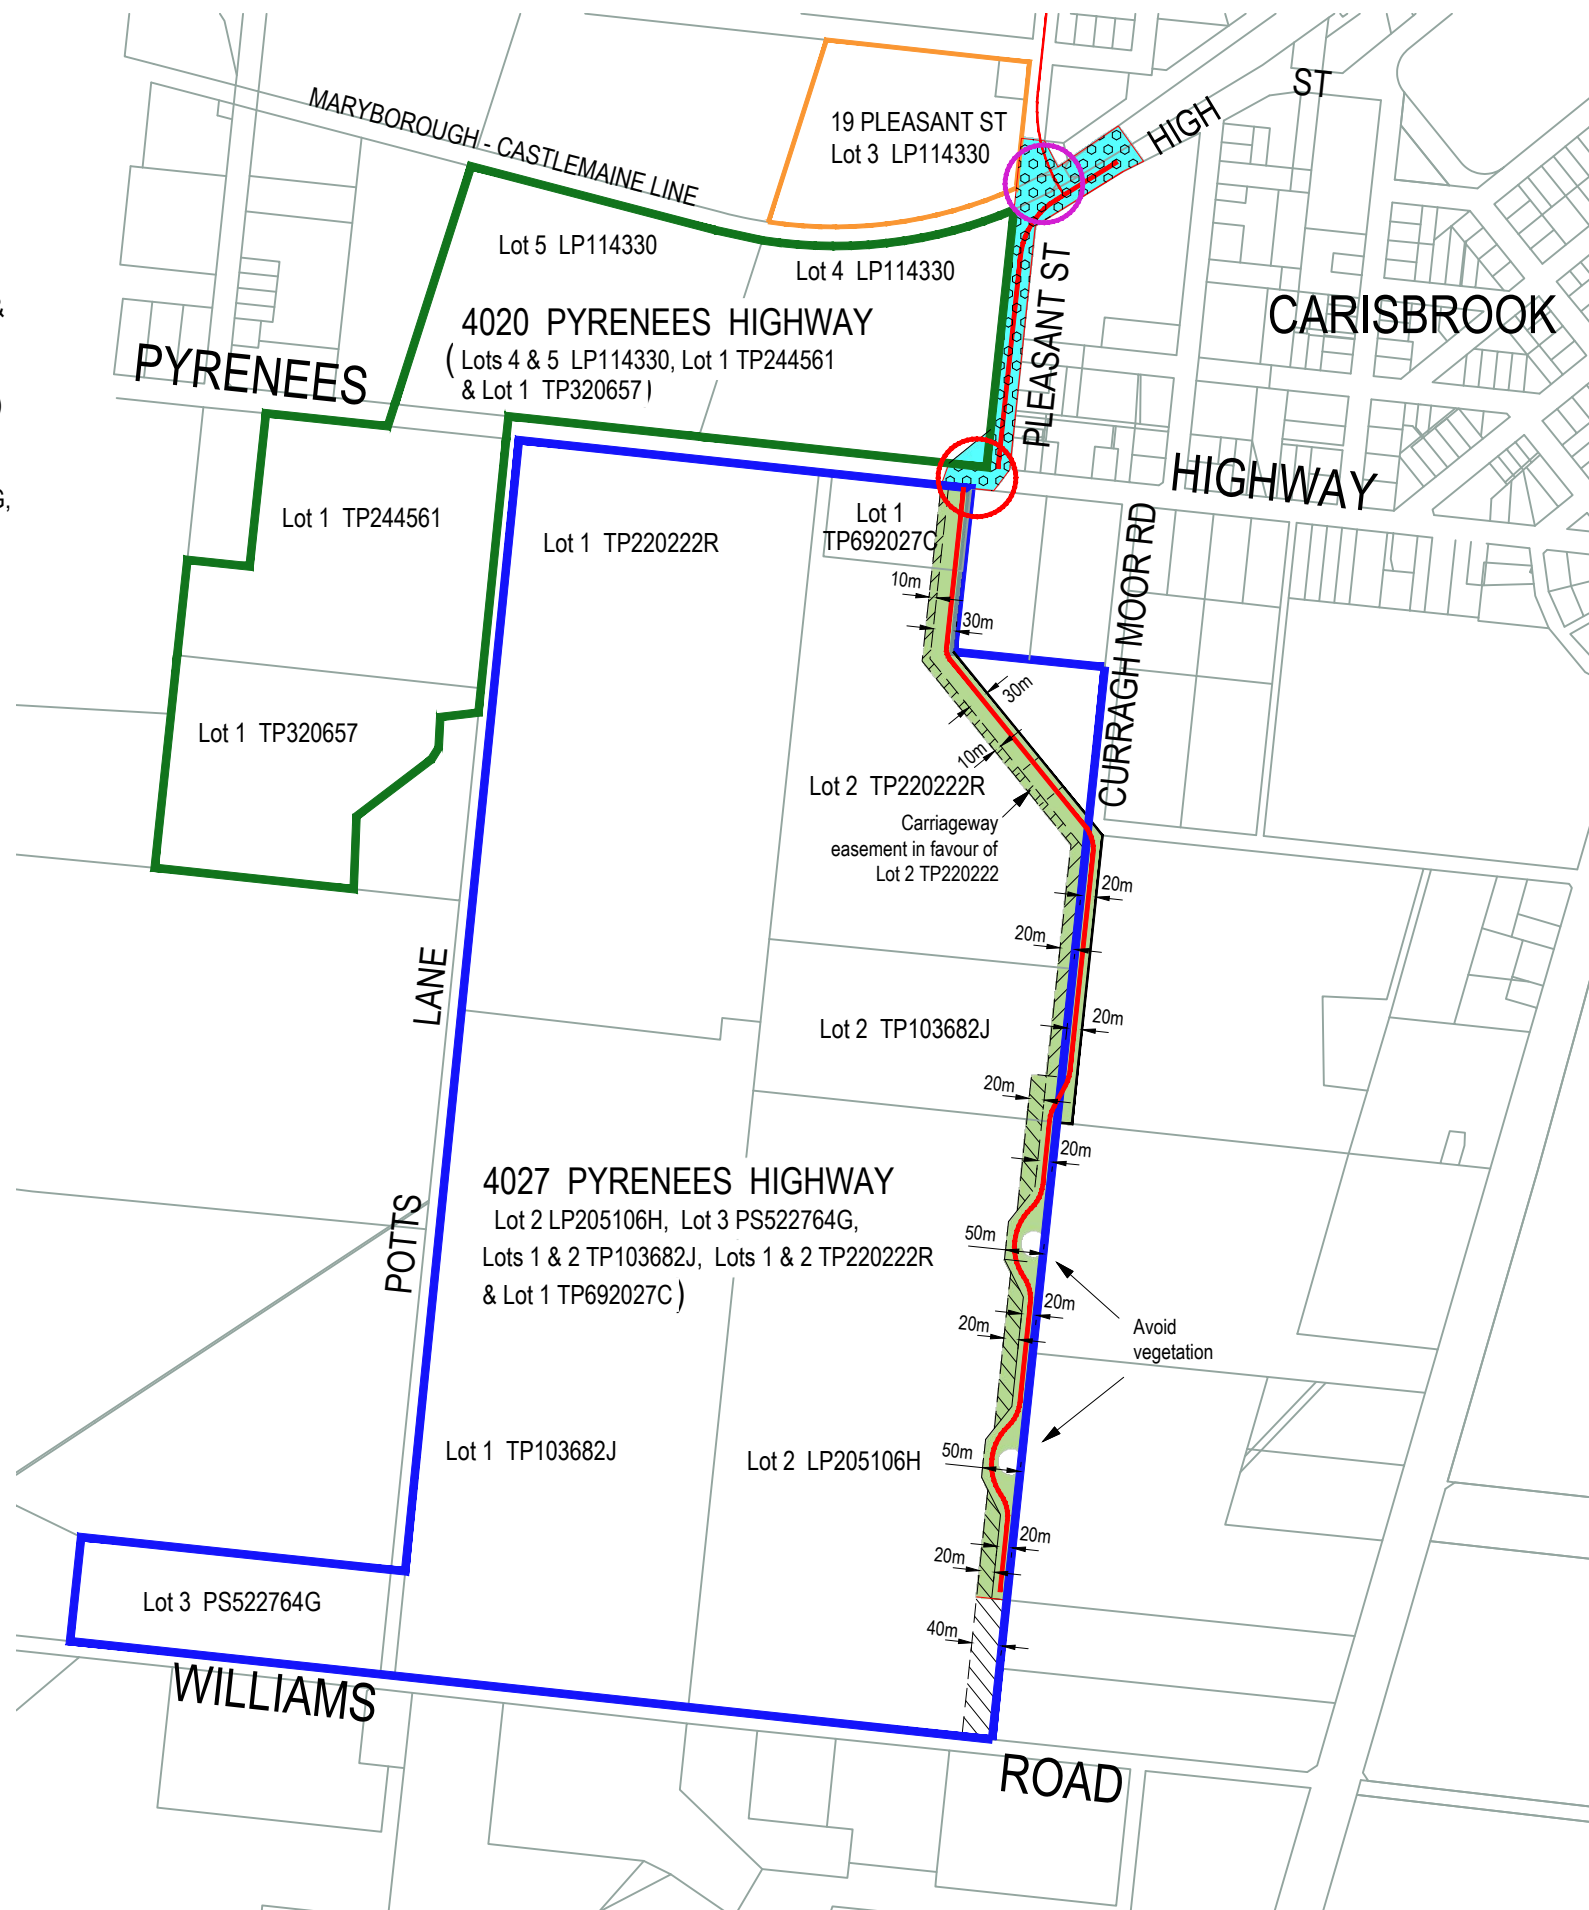 ST
HIGH
MARYBOROUGH - CASTLEMAINE LINE
19 PLEASANT ST
Lot 3 LP114330
Lot 5 LP114330
Lot 4 LP114330
PLEASANT ST
CARISBROOK
&
4020 PYRENEES HIGHWAY
( Lots 4 & 5 LP114330, Lot 1 TP244561
& Lot 1 TP320657)
PYRENEES
)
HIGHWAY
G,
Lot 1 TP244561
Lot 1 TP220222R
Lot 1
TP692027C
10m
30m
CURRAGH MOOR RD
30m
10m
Lot 1 TP320657
Lot 2 TP220222R
Carriageway
easement in favour of
Lot 2 TP220222
20m
20m
LANE
20m
Lot 2 TP103682J
20m
20m
4027 PYRENEES HIGHWAY
Lot 2 LP205106H, Lot 3 PS522764G,
Lots 1 & 2 TP103682J, Lots 1 & 2 TP220222R
& Lot 1 TP692027C)
POTTS
50m
20m
20m
Avoid
vegetation
Lot 1 TP103682J
Lot 2 LP205106H
50m
20m
20m
Lot 3 PS522764G
40m
WILLIAMS
ROAD